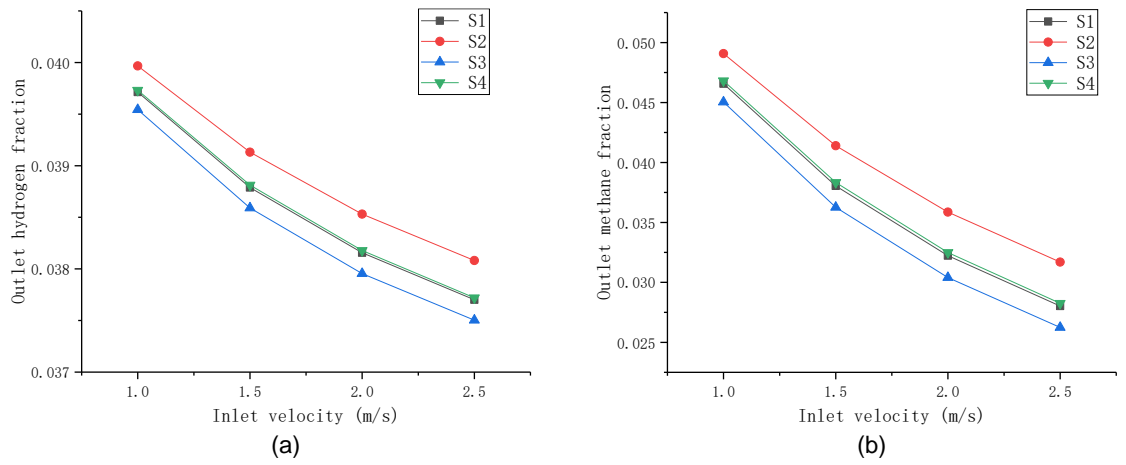 S1
S2
S3
S4
0.040
0.039
0.038
0.037
Outlet hydrogen fraction
1.0 1.5 2.0 2.5
Inlet velocity (m/s)
(a)
S1
S2
S3
S4
0.050
0.045
0.040
0.035
0.030
0.025
Outlet methane fraction
1.0 1.5 2.0 2.5
Inlet velocity (m/s)
(b)